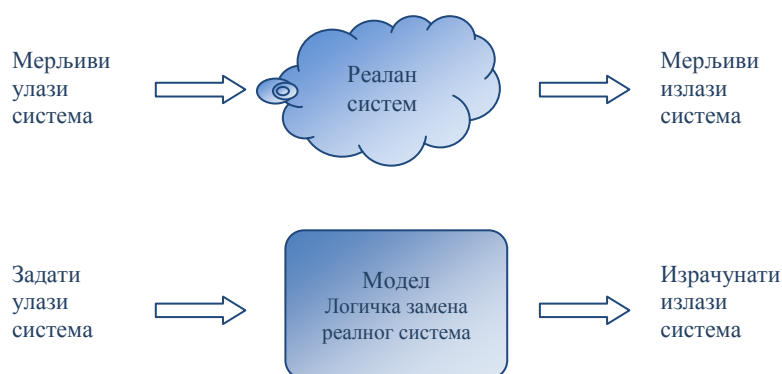 Мерљиви
улази
система
Реалан
систем
Мерљиви
излази
система
Задати
улази
система
Модел
Логичка замена
реалног система
Израчунати
излази
система